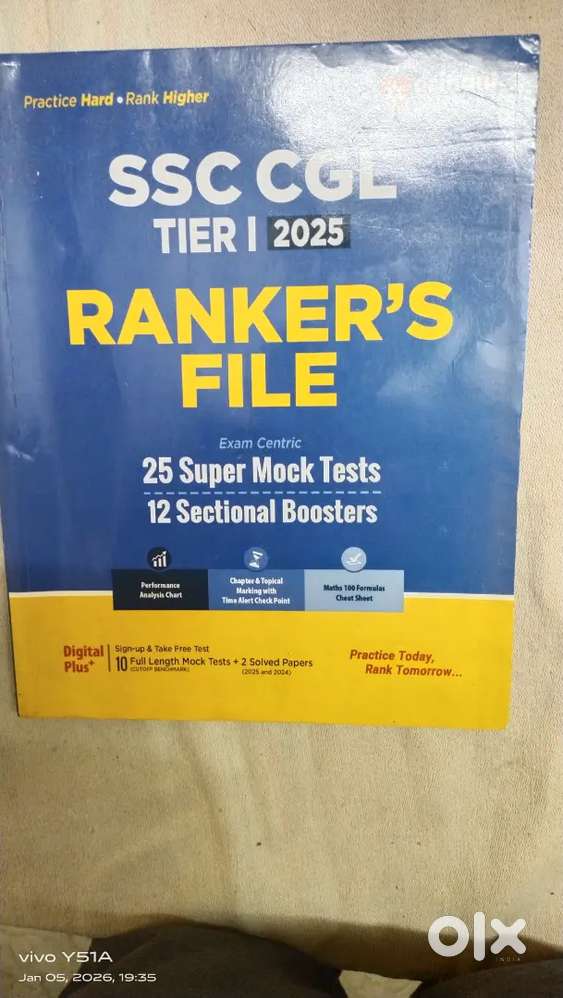 Practice Hard • Rank Higher
SSC CGL
TIER I 2025
RANKER'S
FILE
Exam Centric
25 Super Mock Tests
12 Sectional Boosters
Performance
Analysis Chart
Chapter & Topical
Marking with
Time Alert Check Point
Maths 100 Formulas
Cheat Sheet
Digital
Plus+
Sign-up & Take Free Test
10 Full Length Mock Tests + 2 Solved Papers
(CUTOFF BENCHMARK) (2025 and 2024)
Practice Today,
Rank Tomorrow...
olx
INDIA
vivo Y51A
Jan 05, 2026, 19:35